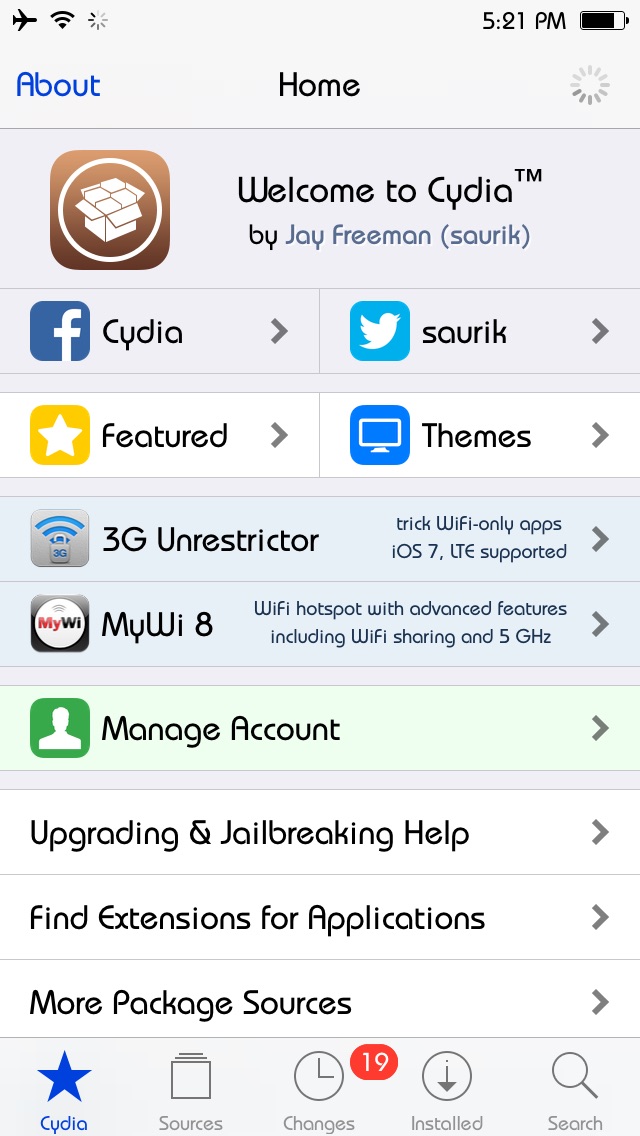 5:21 PM
About
Home
Welcome to Cydia™
by Jay Freeman (saurik)
Cydia
saurik
Featured
Themes
3G
3G Unrestrictor
trick WiFi-only apps
iOS 7, LTE supported
MyWi
MyWi 8
WiFi hotspot with advanced features
including WiFi sharing and 5 GHz
Manage Account
Upgrading & Jailbreaking Help
Find Extensions for Applications
More Package Sources
19
Cydia
Sources
Changes
Installed
Search